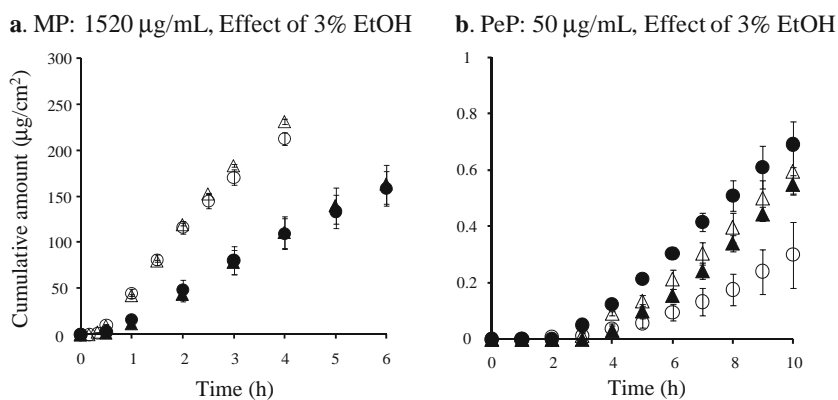 a. MP: 1520 µg/mL, Effect of 3% EtOH
300
250
200
150
100
50
0
0 1 2 3 4 5 6
Cumulative amount (µg/cm²)
Time (h)
b. PeP: 50 µg/mL, Effect of 3% EtOH
1
0.8
0.6
0.4
0.2
0
0 2 4 6 8 10
Time (h)